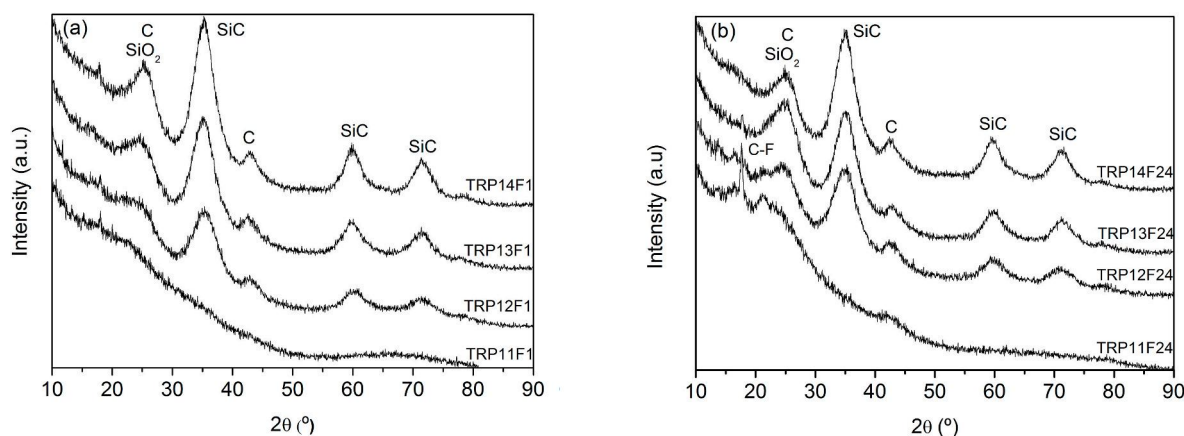 (a)
C
SiO2
SiC
C
SiC
SiC
TRP14F1
TRP13F1
TRP12F1
TRP11F1
Intensity (a.u.)
10 20 30 40 50 60 70 80 90
2θ (º)
(b)
C
SiO2
SiC
C
SiC
SiC
C-F
TRP14F24
TRP13F24
TRP12F24
TRP11F24
Intensity (a.u)
10 20 30 40 50 60 70 80 90
2θ (º)